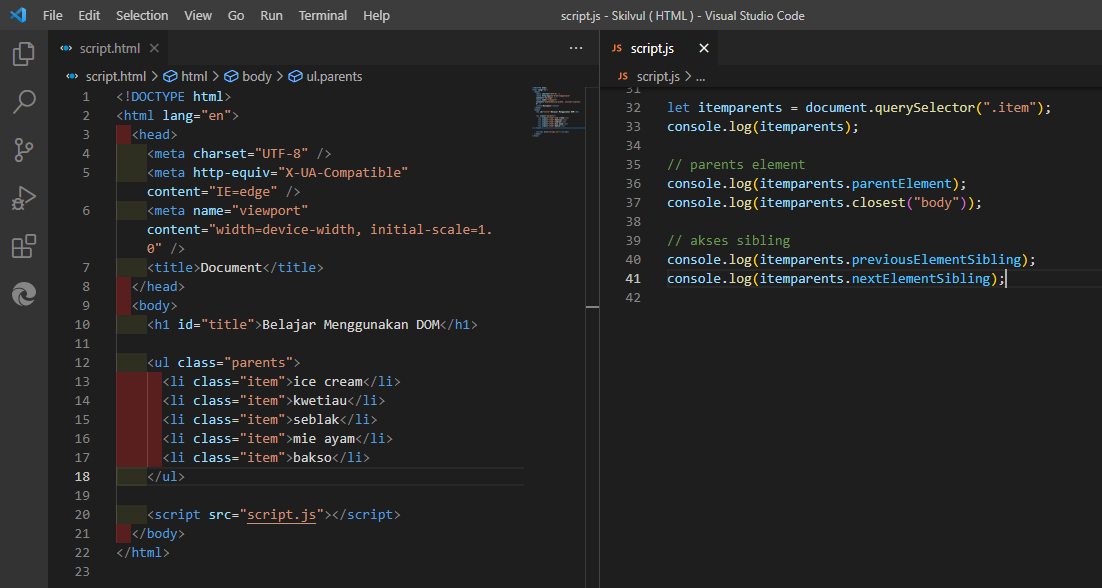 File Edit Selection View Go Run Terminal Help script.js - Skilvul ( HTML ) - Visual Studio Code
script.html
script.html > html > body > ul.parents
1 <!DOCTYPE html>
2 <html lang="en">
3 <head>
4 <meta charset="UTF-8" />
5 <meta http-equiv="X-UA-Compatible"
content="IE=edge" />
6 <meta name="viewport"
content="width=device-width, initial-scale=1.
0" />
7 <title>Document</title>
8 </head>
9 <body>
10 <h1 id="title">Belajar Menggunakan DOM</h1>
11
12 <ul class="parents">
13 <li class="item">ice cream</li>
14 <li class="item">kwetiau</li>
15 <li class="item">seblak</li>
16 <li class="item">mie ayam</li>
17 <li class="item">bakso</li>
18 </ul>
19
20 <script src="script.js"></script>
21 </body>
22 </html>
23
JS script.js
JS script.js > ...
31
32 let itemparents = document.querySelector(".item");
33 console.log(itemparents);
34
35 // parents element
36 console.log(itemparents.parentElement);
37 console.log(itemparents.closest("body"));
38
39 // akses sibling
40 console.log(itemparents.previousElementSibling);
41 console.log(itemparents.nextElementSibling);
42